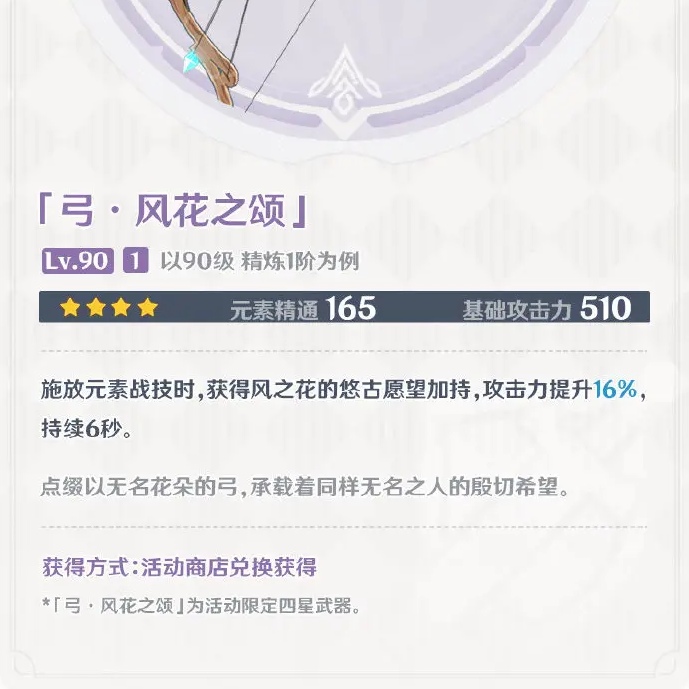 「弓·风花之颂」
Lv.90 1 以90级 精炼1阶为例
元素精通 165 基础攻击力 510
施放元素战技时,获得风之花的悠古愿望加持,攻击力提升16%,
持续6秒。
点缀以无名花朵的弓,承载着同样无名之人的殷切希望。
获得方式:活动商店兑换获得
*「弓·风花之颂」为活动限定四星武器。